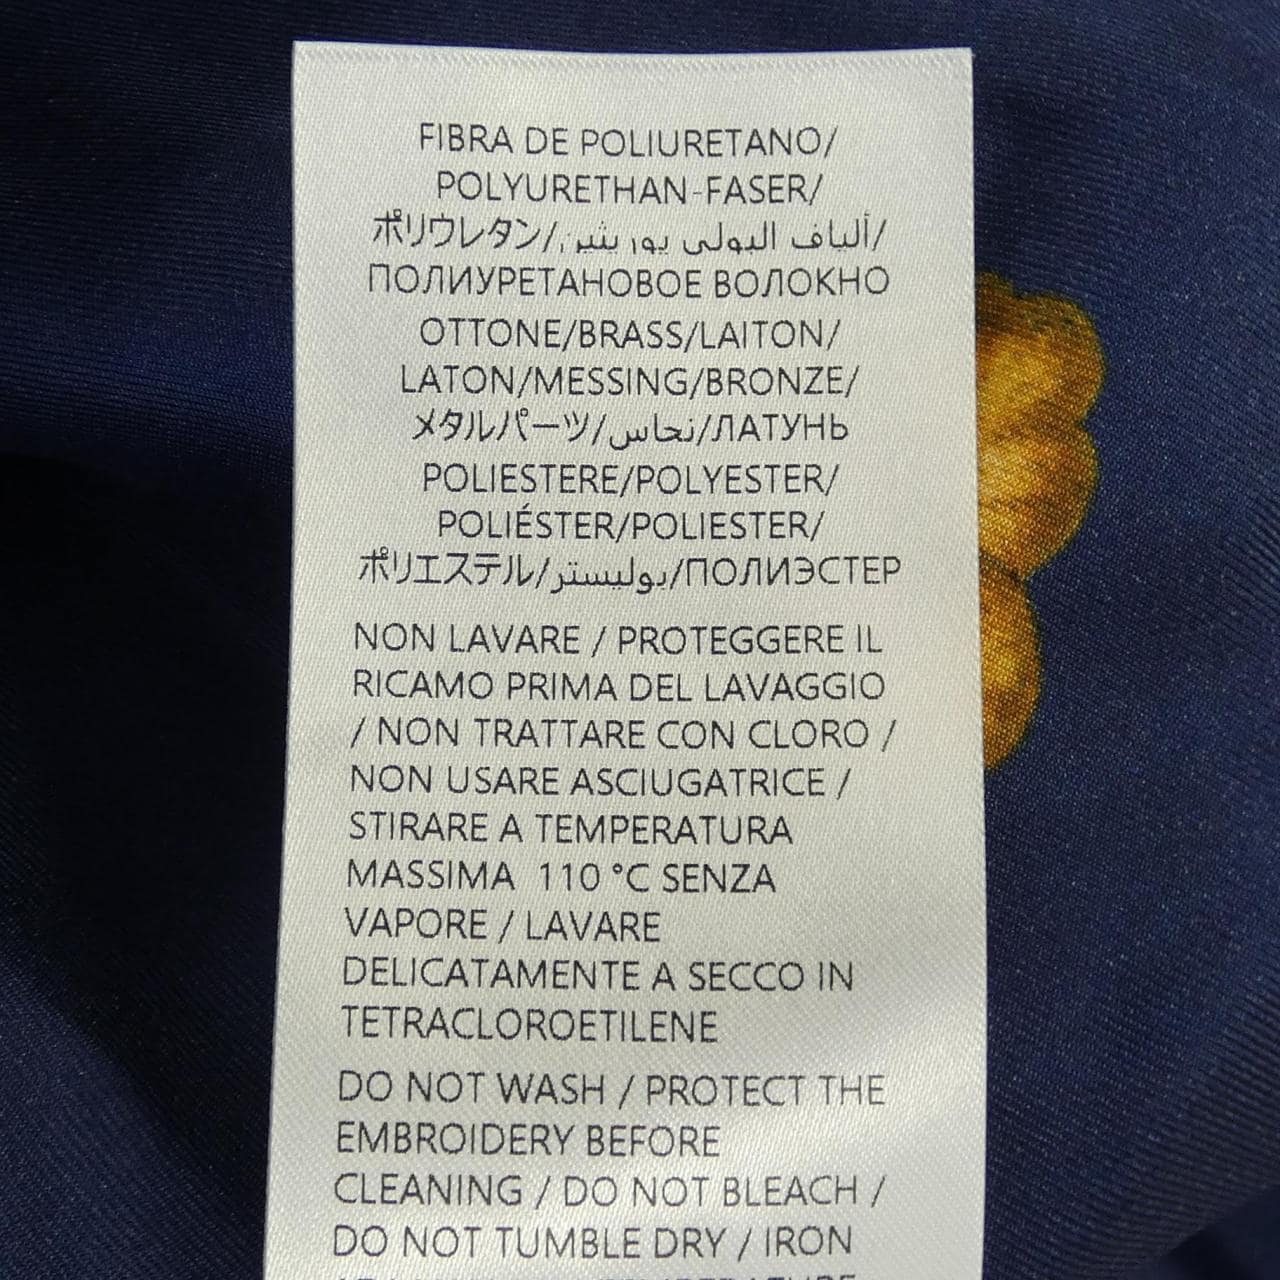 FIBRA DE POLIURETANO/
POLYURETHAN-FASER/
ポリウレタン/ألياف البولي يوريثين/
ПОЛИУРЕТАНОВОЕ ВОЛОКНО
OTTONE/BRASS/LAITON/
LATON/MESSING/BRONZE/
メタルパーツ/نحاس/ЛАТУНЬ
POLIESTERE/POLYESTER/
POLIÉSTER/POLIESTER/
ポリエステル/بوليستر/ПОЛИЭСТЕР
NON LAVARE / PROTEGGERE IL
RICAMO PRIMA DEL LAVAGGIO
/ NON TRATTARE CON CLORO /
NON USARE ASCIUGATRICE /
STIRARE A TEMPERATURA
MASSIMA 110 °C SENZA
VAPORE / LAVARE
DELICATAMENTE A SECCO IN
TETRACLOROETILENE
DO NOT WASH / PROTECT THE
EMBROIDERY BEFORE
CLEANING / DO NOT BLEACH /
DO NOT TUMBLE DRY / IRON